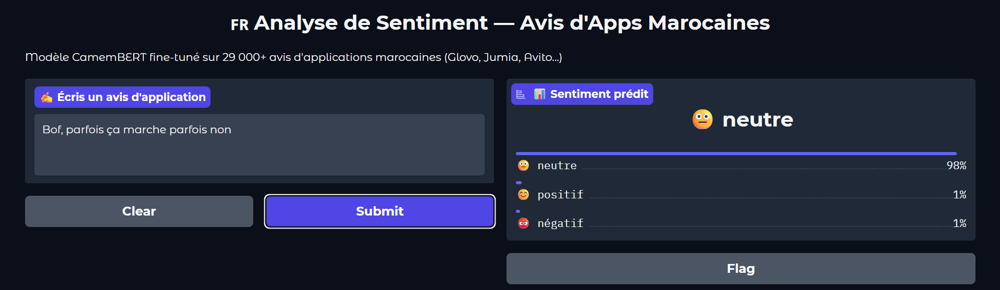 FR Analyse de Sentiment — Avis d'Apps Marocaines
Modèle CamemBERT fine-tuné sur 29 000+ avis d'applications marocaines (Glovo, Jumia, Avito...)
✍️ Écris un avis d'application
Bof, parfois ça marche parfois non
Clear
Submit
📊 Sentiment prédit
😐 neutre
😐 neutre 98%
😊 positif 1%
😡 négatif 1%
Flag